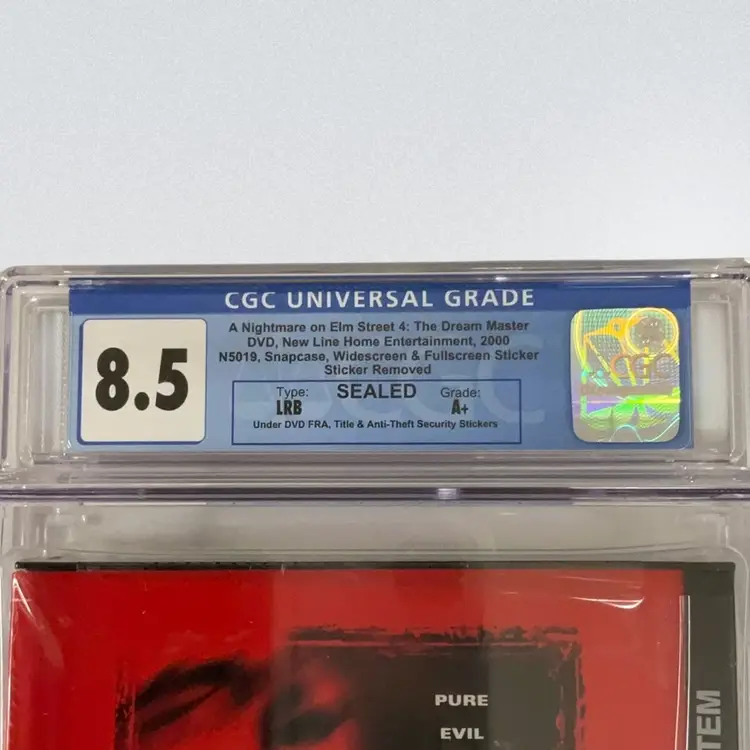 CGC UNIVERSAL GRADE
8.5
A Nightmare on Elm Street 4: The Dream Master
DVD, New Line Home Entertainment, 2000
N5019, Snapcase, Widescreen & Fullscreen Sticker
Sticker Removed
Type: SEALED Grade:
LRB A+
Under DVD FRA, Title & Anti-Theft Security Stickers
CGC
PURE
EVIL
TEM